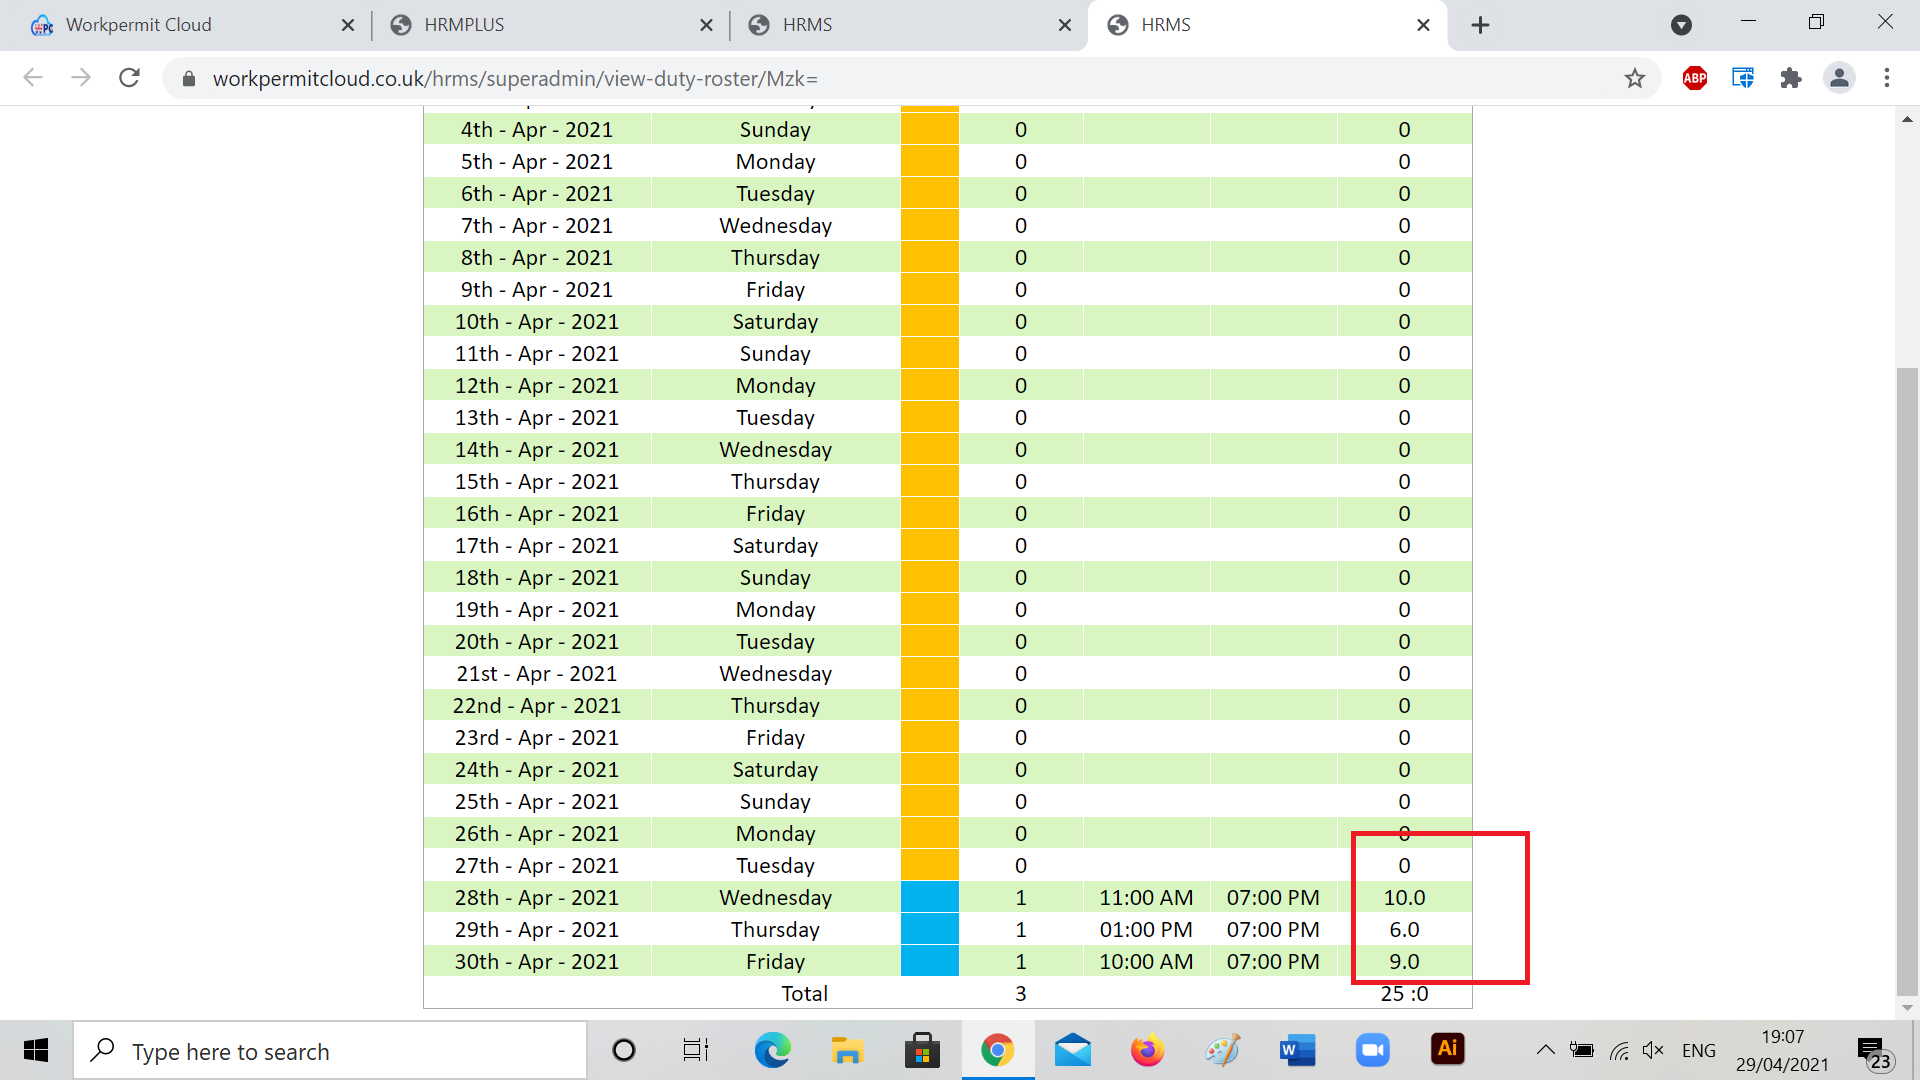 Workpermit Cloud
HRMPLUS
HRMS
HRMS
workpermitcloud.co.uk/hrms/superadmin/view-duty-roster/Mzk=
ABP
4th - Apr - 2021 Sunday 0 0
5th - Apr - 2021 Monday 0 0
6th - Apr - 2021 Tuesday 0 0
7th - Apr - 2021 Wednesday 0 0
8th - Apr - 2021 Thursday 0 0
9th - Apr - 2021 Friday 0 0
10th - Apr - 2021 Saturday 0 0
11th - Apr - 2021 Sunday 0 0
12th - Apr - 2021 Monday 0 0
13th - Apr - 2021 Tuesday 0 0
14th - Apr - 2021 Wednesday 0 0
15th - Apr - 2021 Thursday 0 0
16th - Apr - 2021 Friday 0 0
17th - Apr - 2021 Saturday 0 0
18th - Apr - 2021 Sunday 0 0
19th - Apr - 2021 Monday 0 0
20th - Apr - 2021 Tuesday 0 0
21st - Apr - 2021 Wednesday 0 0
22nd - Apr - 2021 Thursday 0 0
23rd - Apr - 2021 Friday 0 0
24th - Apr - 2021 Saturday 0 0
25th - Apr - 2021 Sunday 0 0
26th - Apr - 2021 Monday 0 0
27th - Apr - 2021 Tuesday 0 0
28th - Apr - 2021 Wednesday 1 11:00 AM 07:00 PM 10.0
29th - Apr - 2021 Thursday 1 01:00 PM 07:00 PM 6.0
30th - Apr - 2021 Friday 1 10:00 AM 07:00 PM 9.0
Total 3 25 :0
Type here to search
W
Ai
ENG
19:07
29/04/2021
23